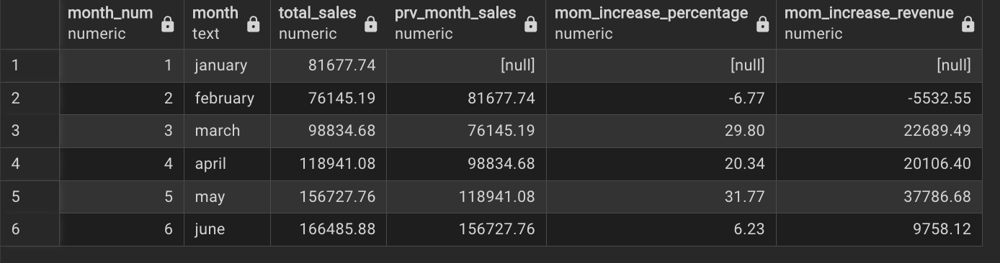 month_num month total_sales prv_month_sales mom_increase_percentage mom_increase_revenue
numeric text numeric numeric numeric numeric
1 1 january 81677.74 [null] [null] [null]
2 2 february 76145.19 81677.74 -6.77 -5532.55
3 3 march 98834.68 76145.19 29.80 22689.49
4 4 april 118941.08 98834.68 20.34 20106.40
5 5 may 156727.76 118941.08 31.77 37786.68
6 6 june 166485.88 156727.76 6.23 9758.12